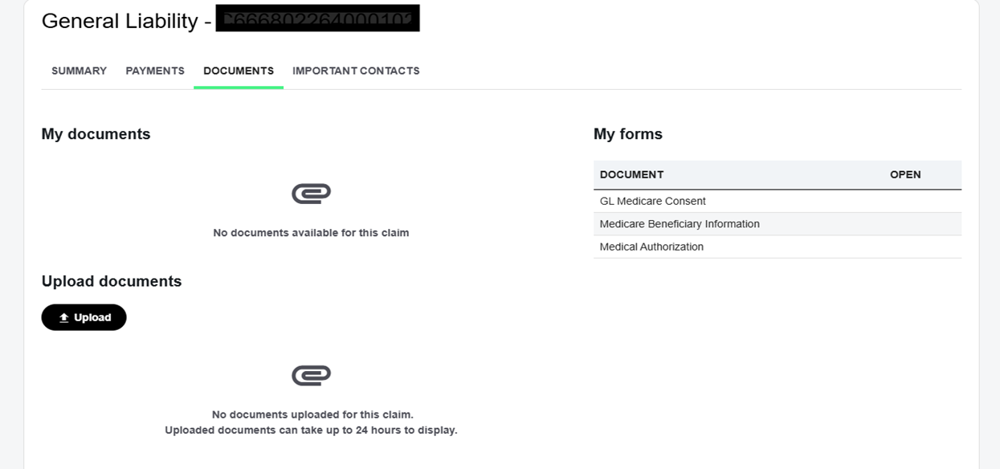 General Liability -
SUMMARY PAYMENTS DOCUMENTS IMPORTANT CONTACTS
My documents
No documents available for this claim
Upload documents
Upload
No documents uploaded for this claim.
Uploaded documents can take up to 24 hours to display.
My forms
DOCUMENT OPEN
GL Medicare Consent
Medicare Beneficiary Information
Medical Authorization